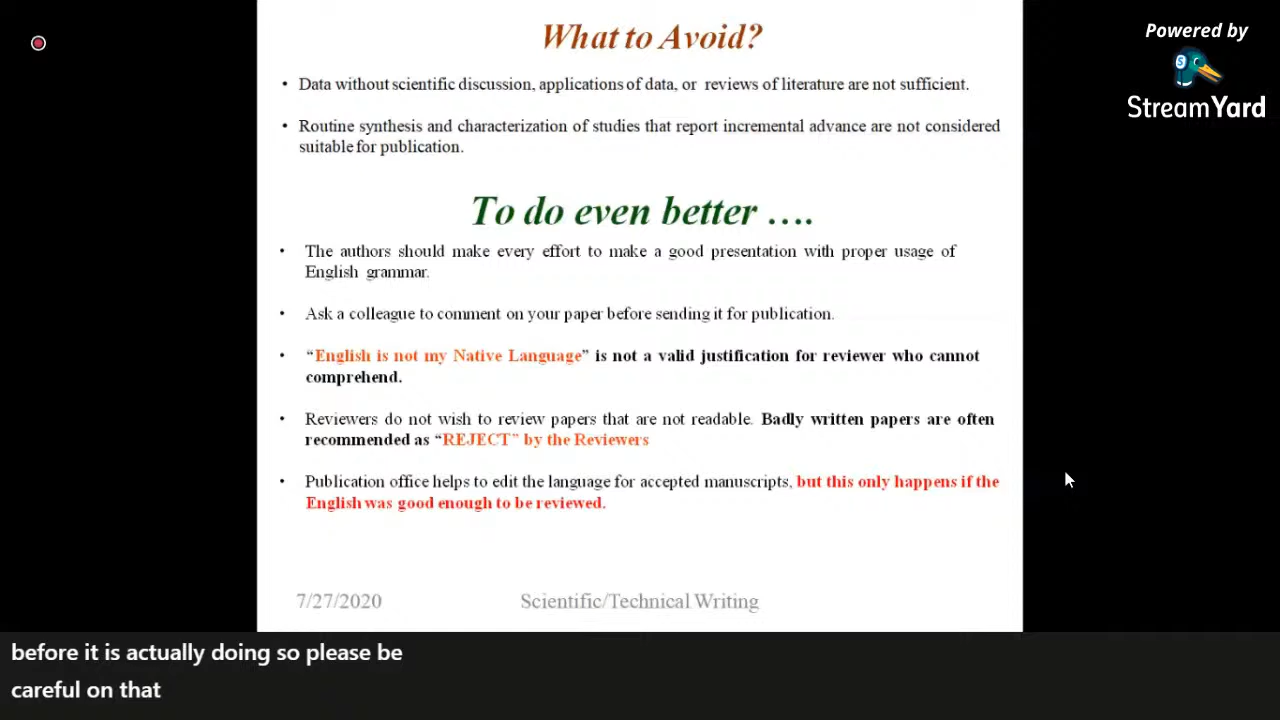 What to Avoid?
Powered by
StreamYard
• Data without scientific discussion, applications of data, or reviews of literature are not sufficient.
• Routine synthesis and characterization of studies that report incremental advance are not considered
suitable for publication.
To do even better ….
• The authors should make every effort to make a good presentation with proper usage of
English grammar.
• Ask a colleague to comment on your paper before sending it for publication.
• “English is not my Native Language” is not a valid justification for reviewer who cannot
comprehend.
• Reviewers do not wish to review papers that are not readable. Badly written papers are often
recommended as “REJECT” by the Reviewers
• Publication office helps to edit the language for accepted manuscripts, but this only happens if the
English was good enough to be reviewed.
7/27/2020 Scientific/Technical Writing
before it is actually doing so please be
careful on that